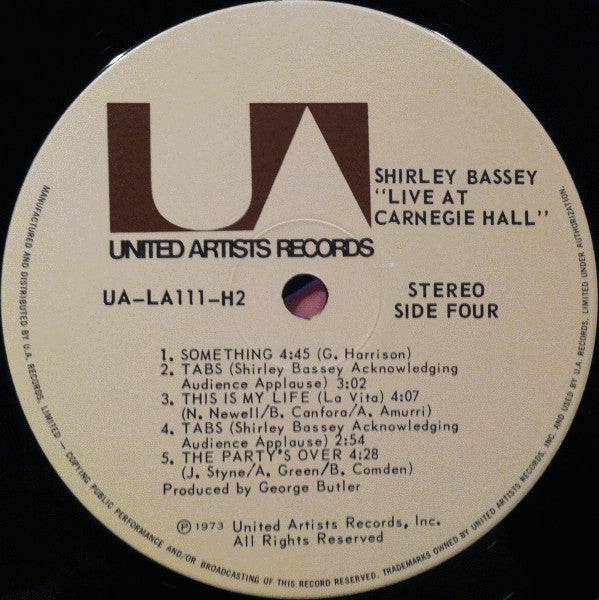 UA
SHIRLEY BASSEY
"LIVE AT
CARNEGIE HALL"
UNITED ARTISTS RECORDS
UA-LA111-H2
STEREO
SIDE FOUR
1. SOMETHING 4:45 (G. Harrison)
2. TABS (Shirley Bassey Acknowledging
Audience Applause) 3:02
3. THIS IS MY LIFE (La Vita) 4:07
(N. Newell/B. Canfora/A. Amurri)
4. TABS (Shirley Bassey Acknowledging
Audience Applause) 2:54
5. THE PARTY'S OVER 4:28
(J. Styne/A. Green/B. Comden)
Produced by George Butler
℗ 1973 United Artists Records, Inc.
All Rights Reserved
MANUFACTURED AND DISTRIBUTED BY U.A. RECORDS, LIMITED — COPYING PUBLIC PERFORMANCE AND/OR BROADCASTING OF THIS RECORD RESERVED. TRADEMARKS OWNED BY UNITED ARTISTS RECORDS, INC. AND USED BY U.A. RECORDS, LIMITED UNDER AUTHORIZATION.